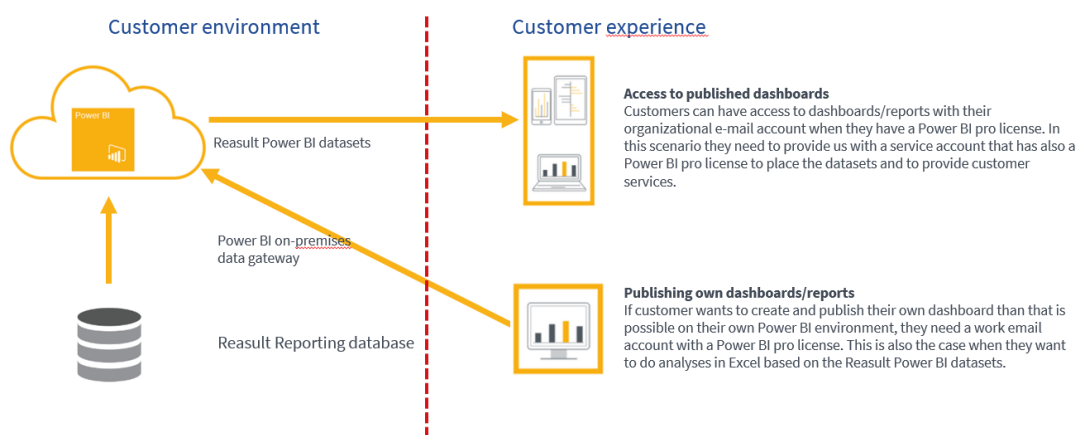 Customer environment
Customer experience
Power BI
Reasult Power BI datasets
Access to published dashboards
Customers can have access to dashboards/reports with their
organizational e-mail account when they have a Power BI pro license. In
this scenario they need to provide us with a service account that has also a
Power BI pro license to place the datasets and to provide customer
services.
Power BI on-premises
data gateway
Reasult Reporting database
Publishing own dashboards/reports
If customer wants to create and publish their own dashboard than that is
possible on their own Power BI environment, they need a work email
account with a Power BI pro license. This is also the case when they want
to do analyses in Excel based on the Reasult Power BI datasets.